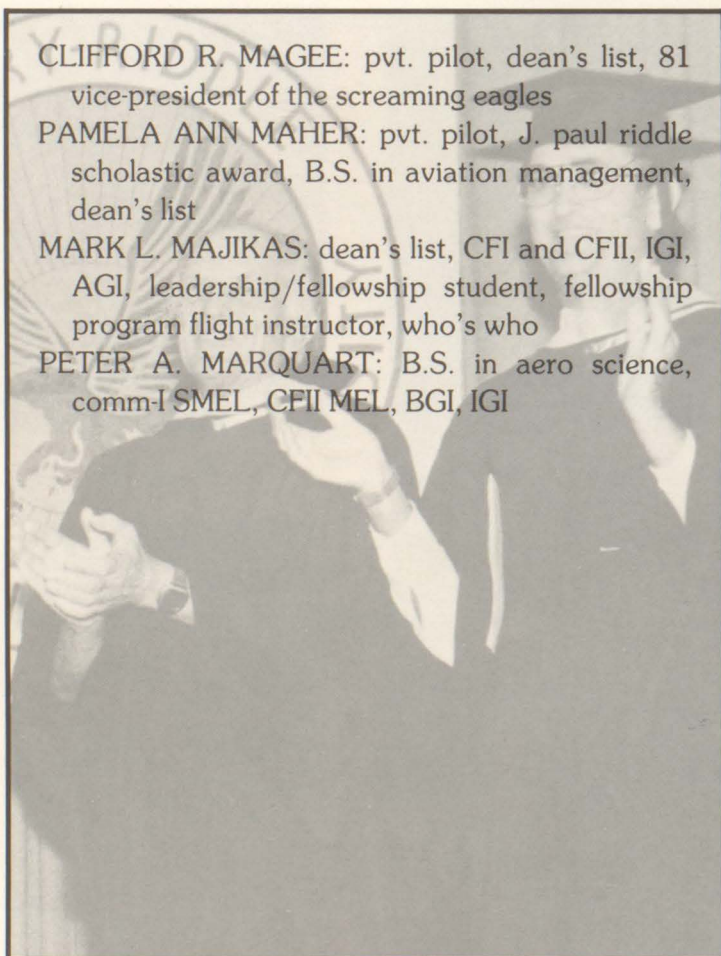 CLIFFORD R. MAGEE: pvt. pilot, dean's list, 81
vice-president of the screaming eagles
PAMELA ANN MAHER: pvt. pilot, J. paul riddle
scholastic award, B.S. in aviation management,
dean's list
MARK L. MAJIKAS: dean's list, CFI and CFII, IGI,
AGI, leadership/fellowship student, fellowship
program flight instructor, who's who
PETER A. MARQUART: B.S. in aero science,
comm-I SMEL, CFII MEL, BGI, IGI
RIDDLE